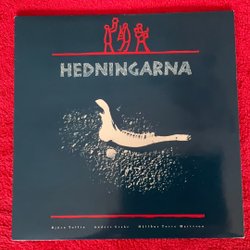 HEDNINGARNA
Björn Tollin Anders Stake Hållbus Totte Mattsson